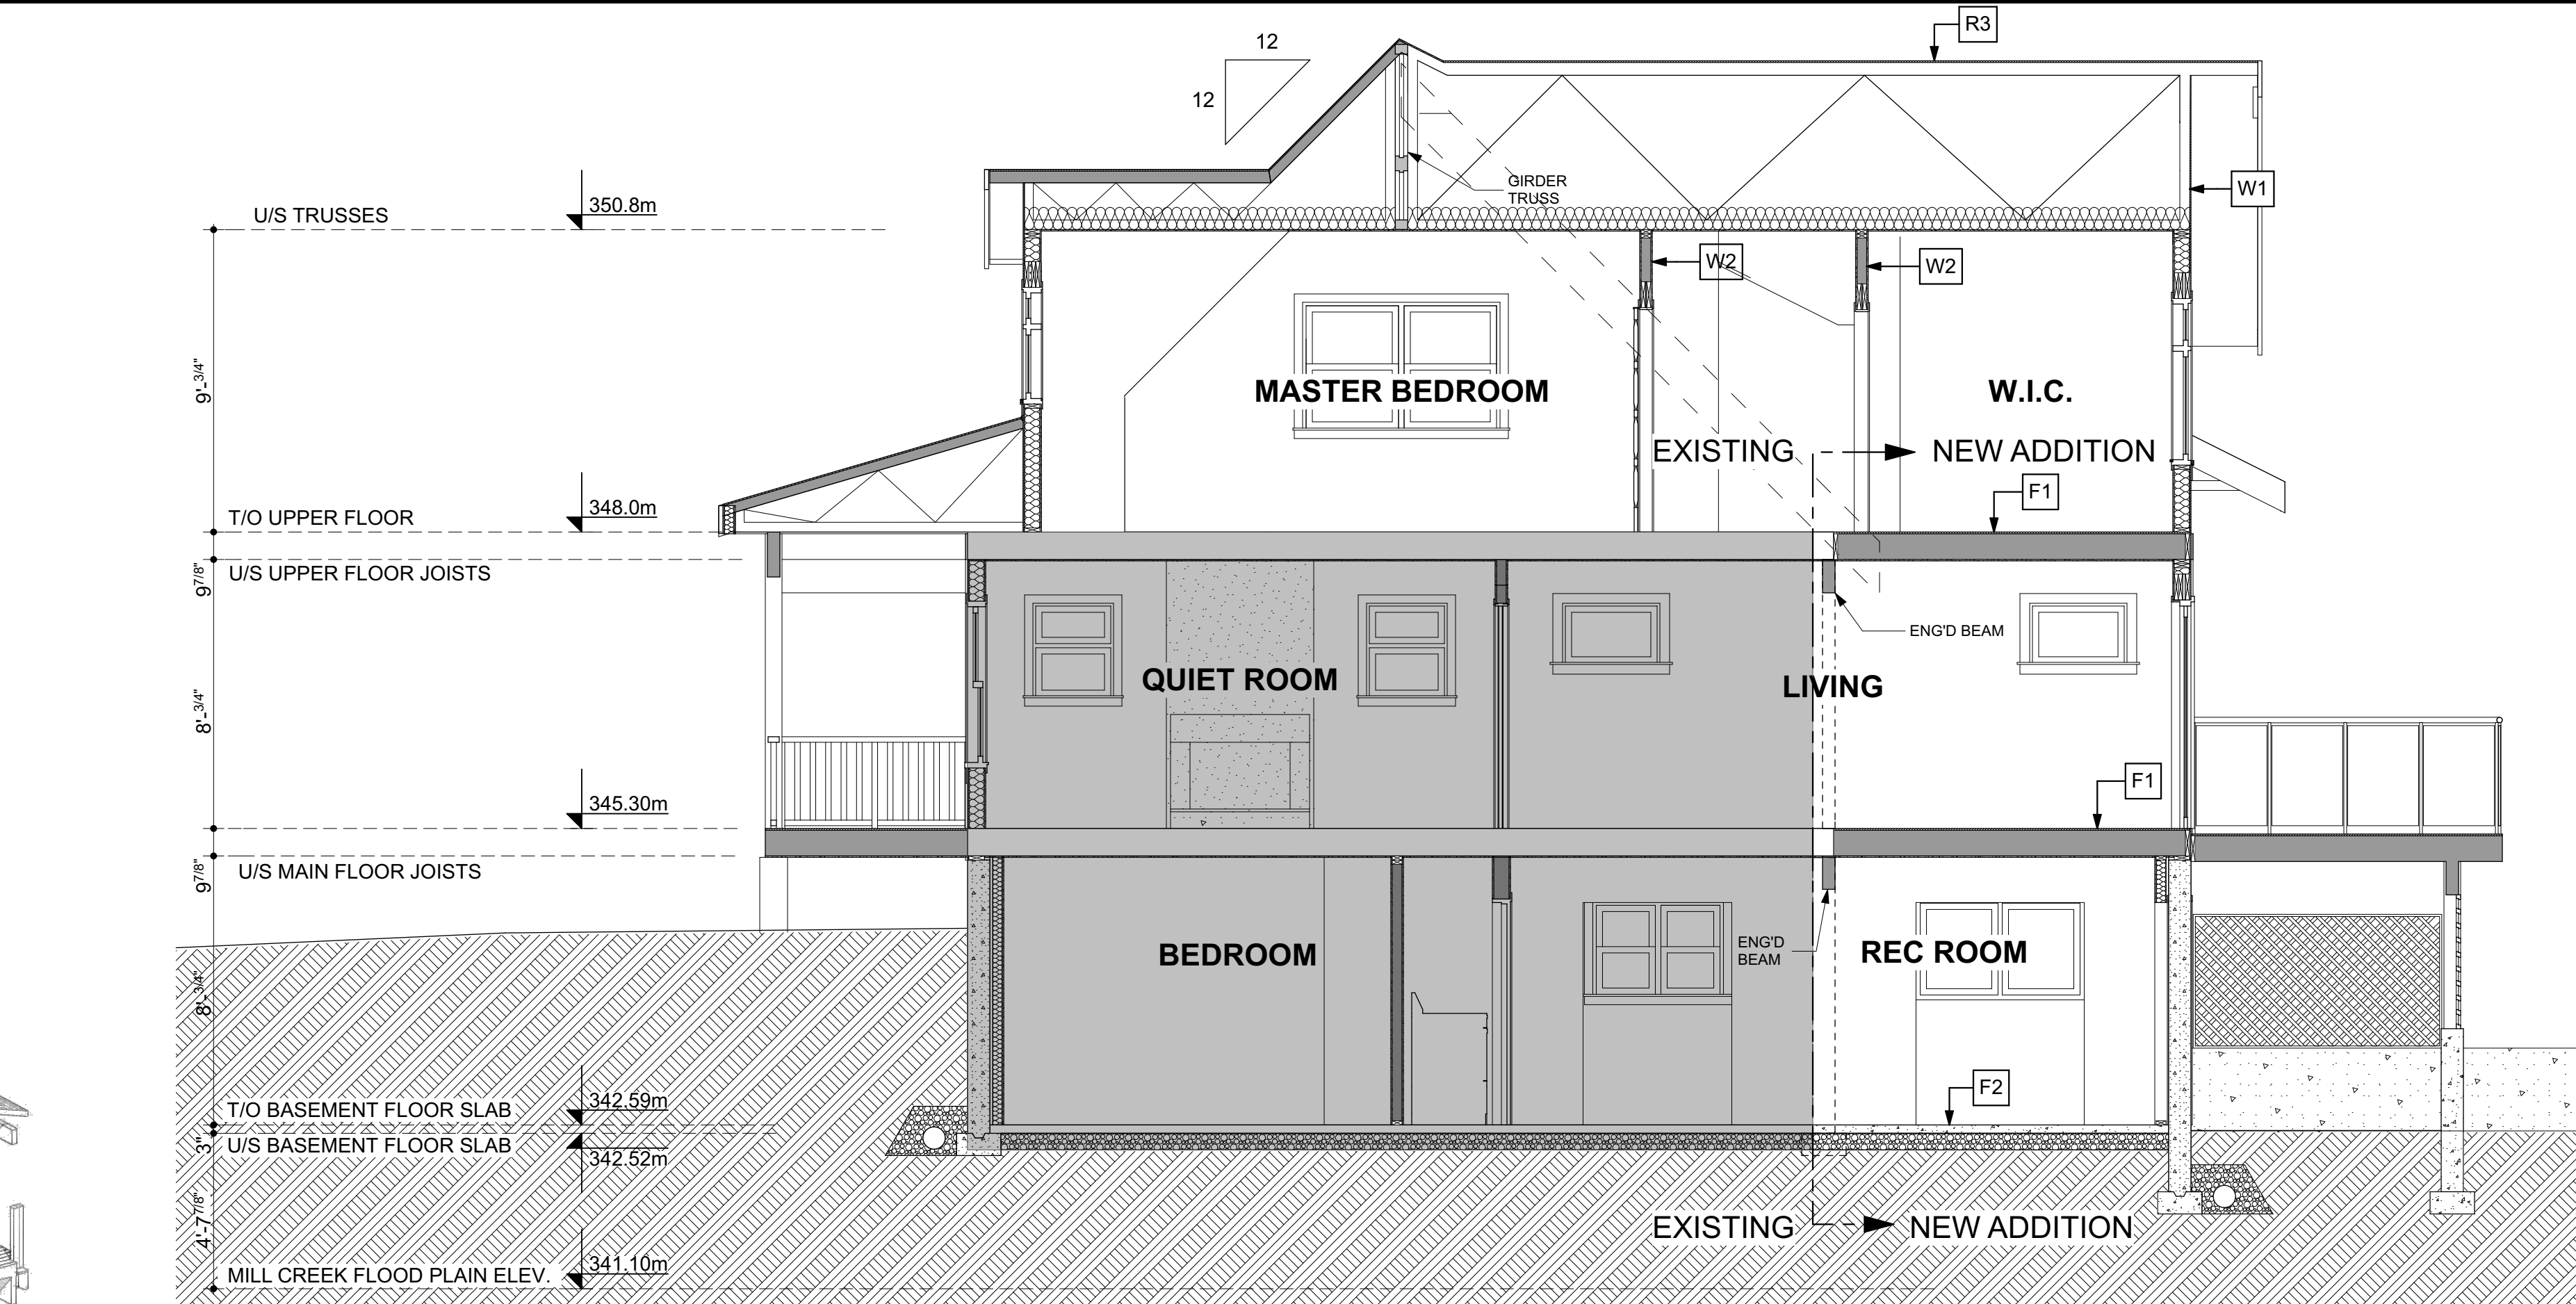 R3
12
12
GIRDER
TRUSS
W1
U/S TRUSSES
350.8m
W2
W2
9'-3/4"
MASTER BEDROOM
W.I.C.
EXISTING
NEW ADDITION
F1
T/O UPPER FLOOR
348.0m
U/S UPPER FLOOR JOISTS
9 7/8"
ENG'D BEAM
QUIET ROOM
LIVING
8'-3/4"
F1
345.30m
U/S MAIN FLOOR JOISTS
9 7/8"
BEDROOM
ENG'D
BEAM
REC ROOM
8'-3/4"
F2
T/O BASEMENT FLOOR SLAB
342.59m
3"
U/S BASEMENT FLOOR SLAB
342.52m
4'-7 7/8"
EXISTING
NEW ADDITION
MILL CREEK FLOOD PLAIN ELEV.
341.10m